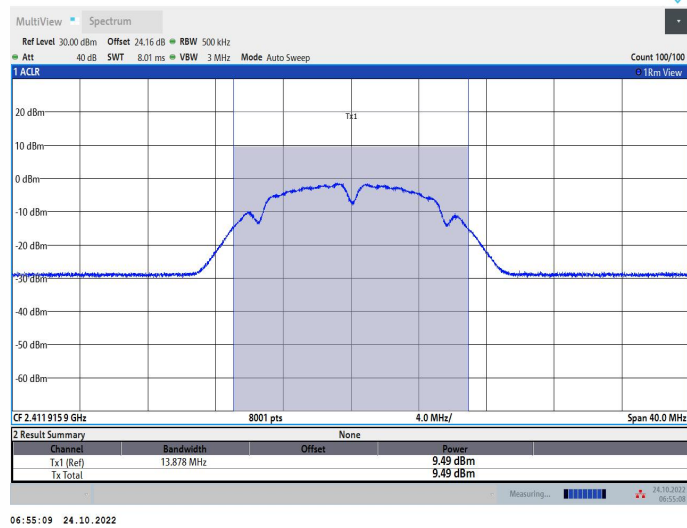 MultiView Spectrum
Ref Level 30.00 dBm Offset 24.16 dB RBW 500 kHz
Att 40 dB SWT 8.01 ms VBW 3 MHz Mode Auto Sweep Count 100/100
1 ACLR 1Rm View
20 dBm
Tx1
10 dBm
0 dBm
-10 dBm
-20 dBm
-30 dBm
-40 dBm
-50 dBm
-60 dBm
CF 2.411 915 9 GHz 8001 pts 4.0 MHz/ Span 40.0 MHz
2 Result Summary None
Channel Bandwidth Offset Power
Tx1 (Ref) 13.878 MHz 9.49 dBm
Tx Total 9.49 dBm
Measuring... 24.10.2022
06:55:08
06:55:09 24.10.2022